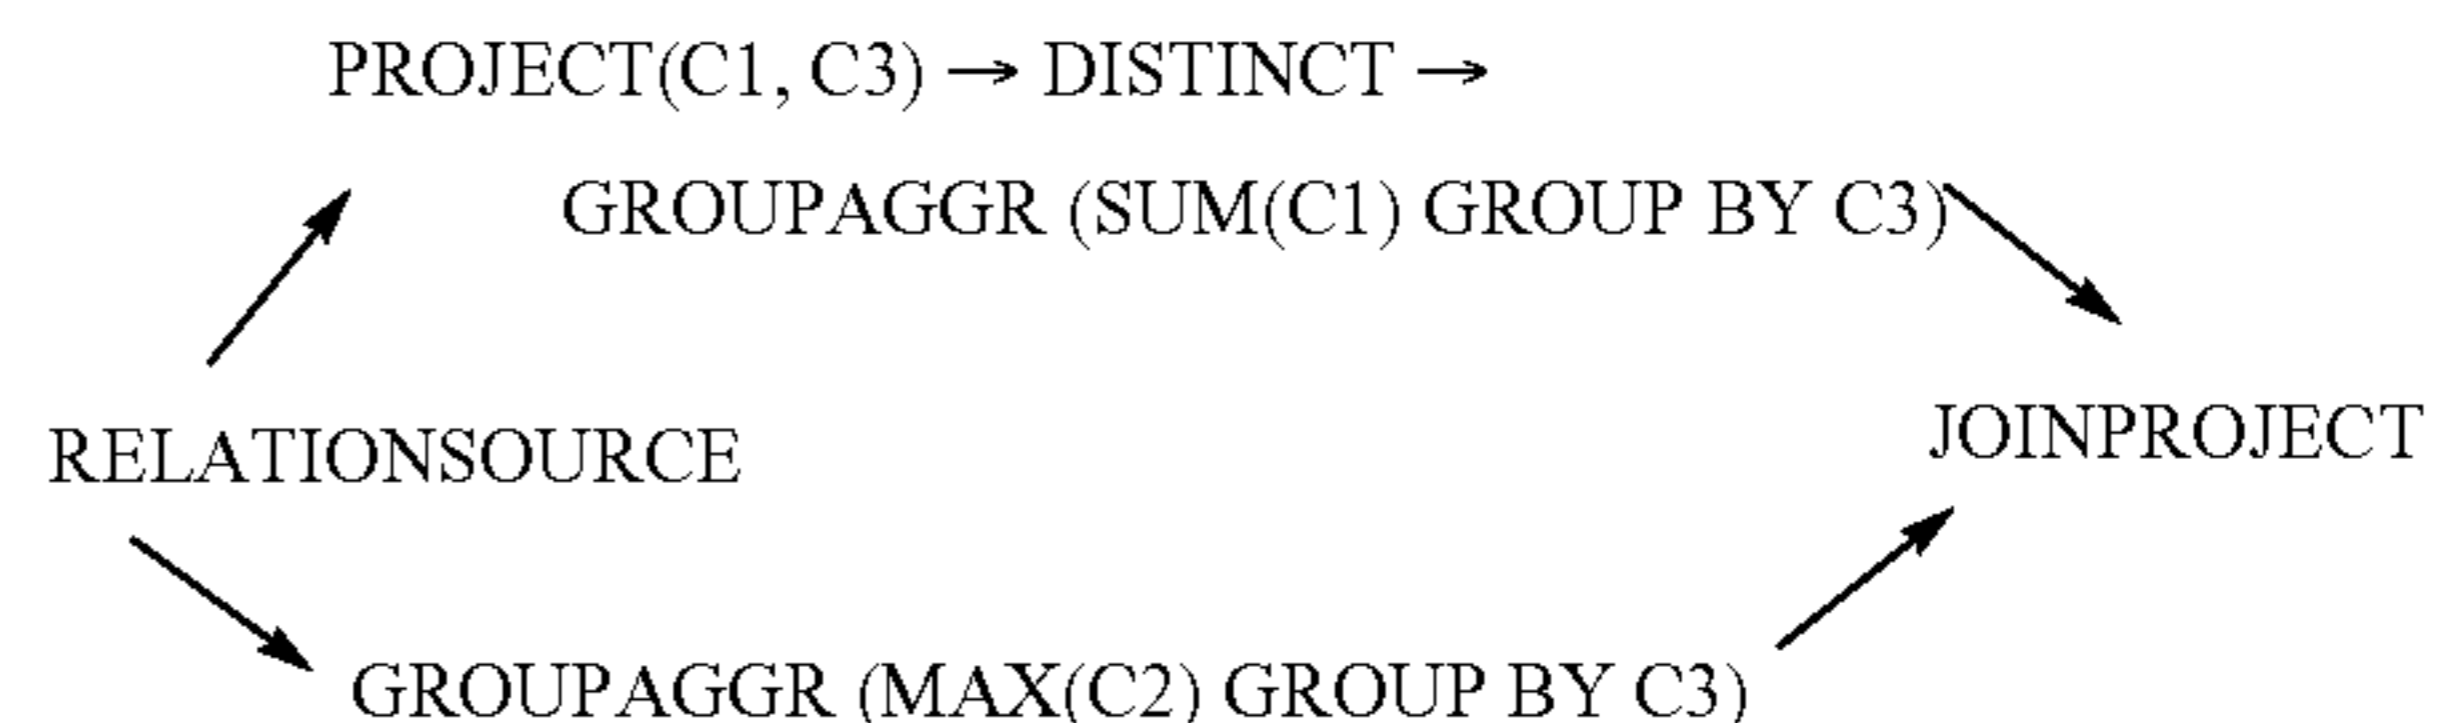 PROJECT(C1, C3) → DISTINCT →
GROUPAGGR (SUM(C1) GROUP BY C3)
RELATIONSOURCE
JOINPROJECT
GROUPAGGR (MAX(C2) GROUP BY C3)